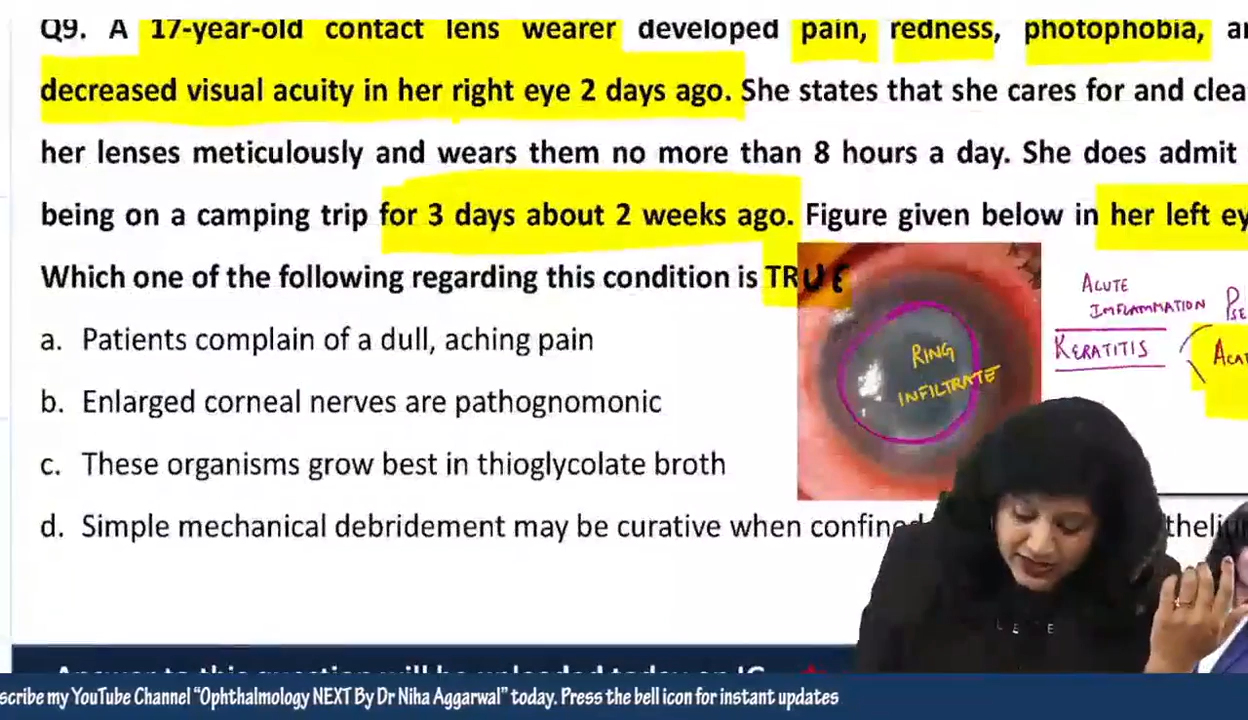 Q9. A 17-year-old contact lens wearer developed pain, redness, photophobia,
decreased visual acuity in her right eye 2 days ago. She states that she cares for and
her lenses meticulously and wears them no more than 8 hours a day. She does admit
being on a camping trip for 3 days about 2 weeks ago. Figure given below in her left
Which one of the following regarding this condition is TRUE
a. Patients complain of a dull, aching pain
b. Enlarged corneal nerves are pathognomonic
c. These organisms grow best in thioglycolate broth
d. Simple mechanical debridement may be curative when
RING
INFILTRATE
ACUTE
INFLAMMATION
KERATITIS
my YouTube Channel “Ophthalmology NEXT By Dr Niha Aggarwal” today. Press the bell icon for instant updates